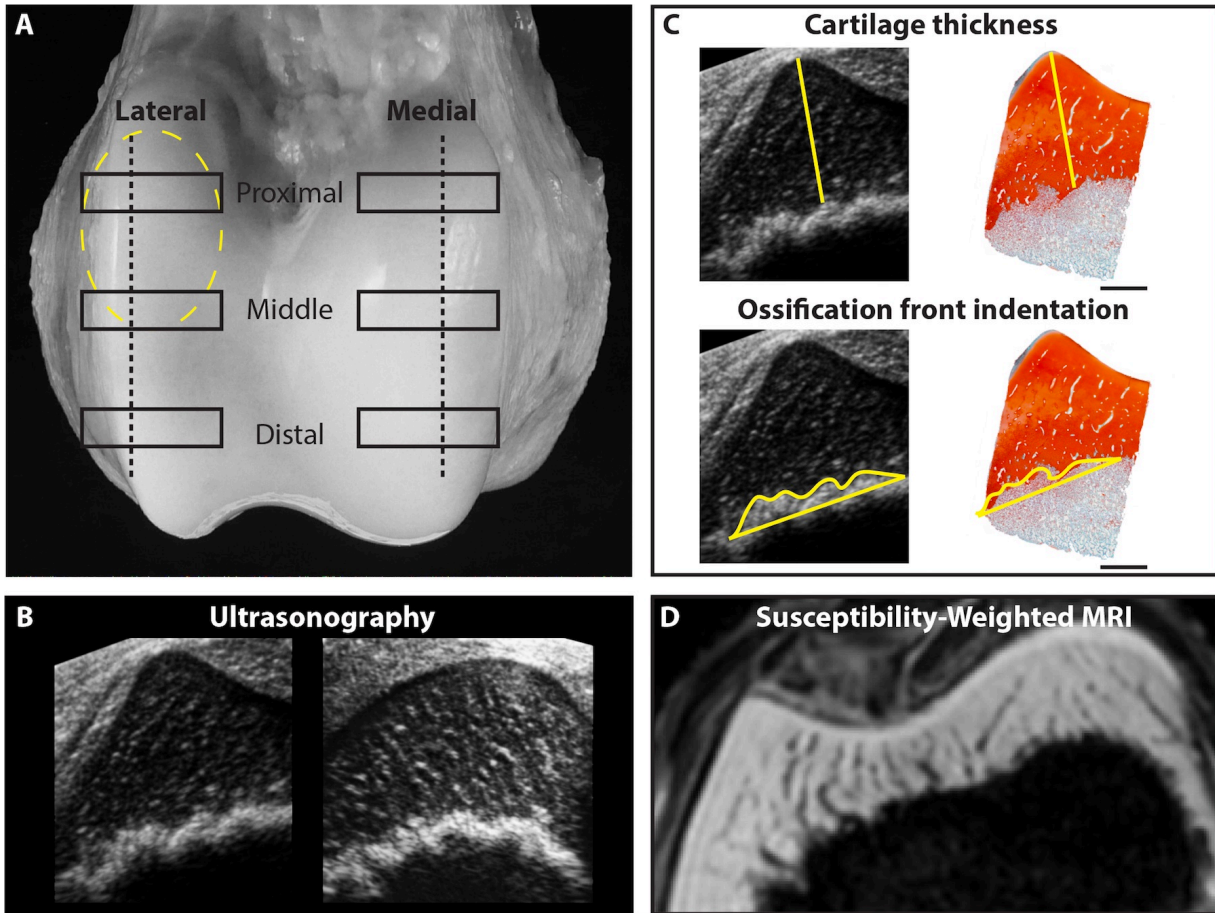 A
Lateral
Medial
Proximal
Middle
Distal
B
Ultrasonography
C
Cartilage thickness
Ossification front indentation
D
Susceptibility-Weighted MRI